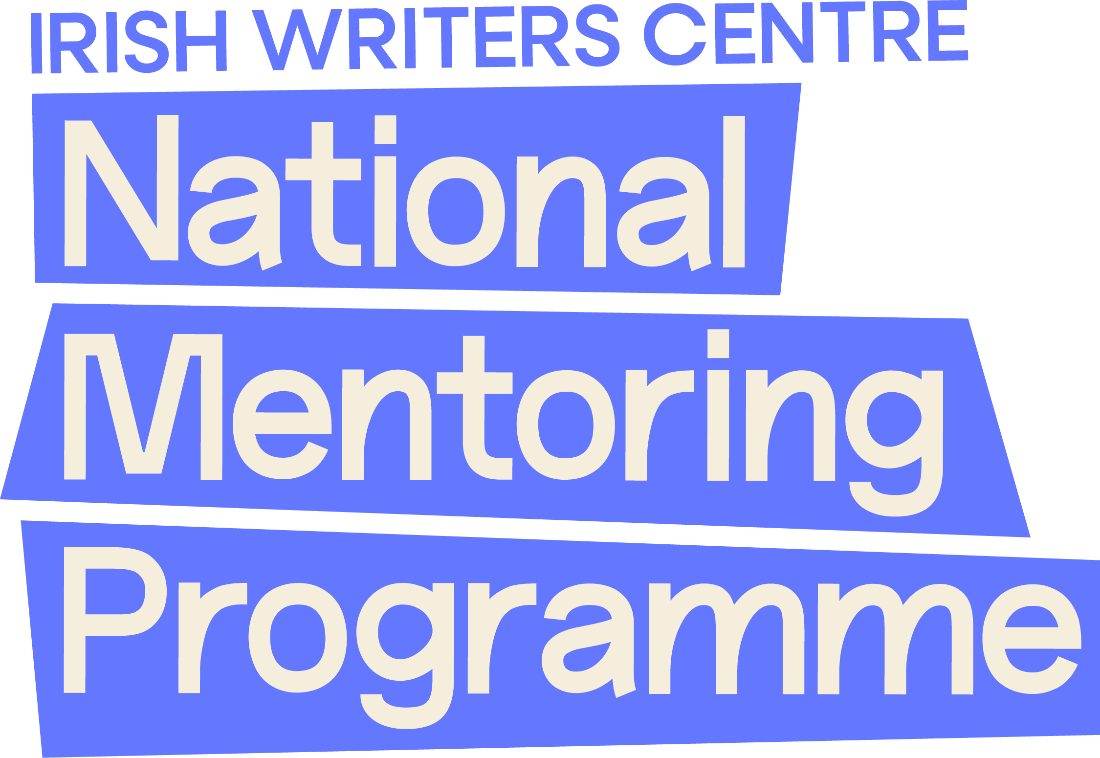 IRISH WRITERS CENTRE
National
Mentoring
Programme